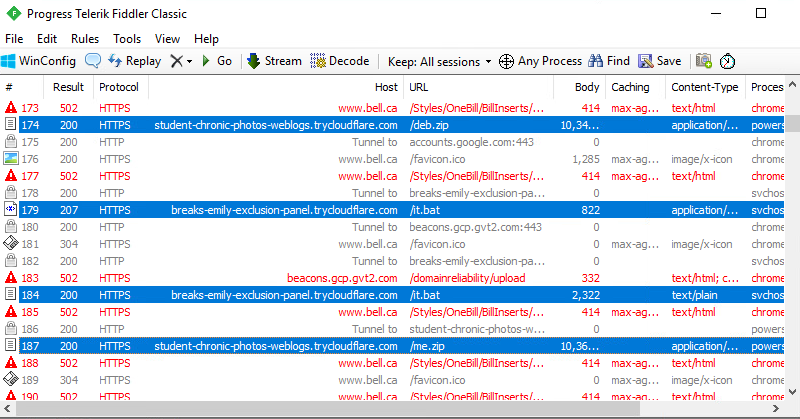 Progress Telerik Fiddler Classic
File Edit Rules Tools View Help
WinConfig Replay Go Stream Decode Keep: All sessions Any Process Find Save
# Result Protocol Host URL Body Caching Content-Type Process
173 502 HTTPS www.bell.ca /Styles/OneBill/BillInserts/... 414 max-ag... text/html chrome
174 200 HTTPS student-chronic-photos-weblogs.trycloudflare.com /deb.zip 10,34... application/... powers
175 200 HTTP Tunnel to accounts.google.com:443 0 chrome
176 200 HTTPS www.bell.ca /favicon.ico 1,285 max-ag... image/x-icon chrome
177 502 HTTPS www.bell.ca /Styles/OneBill/BillInserts/... 414 max-ag... text/html chrome
178 200 HTTP Tunnel to breaks-emily-exclusion-pa... 0 svchos
179 207 HTTPS breaks-emily-exclusion-panel.trycloudflare.com /it.bat 822 application/... svchos
180 200 HTTP Tunnel to beacons.gcp.gvt2.com:443 0 chrome
181 304 HTTPS www.bell.ca /favicon.ico 0 max-ag... image/x-icon chrome
182 200 HTTP Tunnel to breaks-emily-exclusion-pa... 0 svchos
183 502 HTTPS beacons.gcp.gvt2.com /domainreliability/upload 332 text/html; c... chrome
184 200 HTTPS breaks-emily-exclusion-panel.trycloudflare.com /it.bat 2,322 text/plain svchos
185 502 HTTPS www.bell.ca /Styles/OneBill/BillInserts/... 414 max-ag... text/html chrome
186 200 HTTP Tunnel to student-chronic-photos-w... 0 powers
187 200 HTTPS student-chronic-photos-weblogs.trycloudflare.com /me.zip 10,36... application/... powers
188 502 HTTPS www.bell.ca /Styles/OneBill/BillInserts/... 414 max-ag... text/html chrome
189 304 HTTPS www.bell.ca /favicon.ico 0 max-ag... image/x-icon chrome
190 502 HTTPS www.bell.ca /Styles/OneBill/BillInserts/... 414 max-ag... text/html chrome